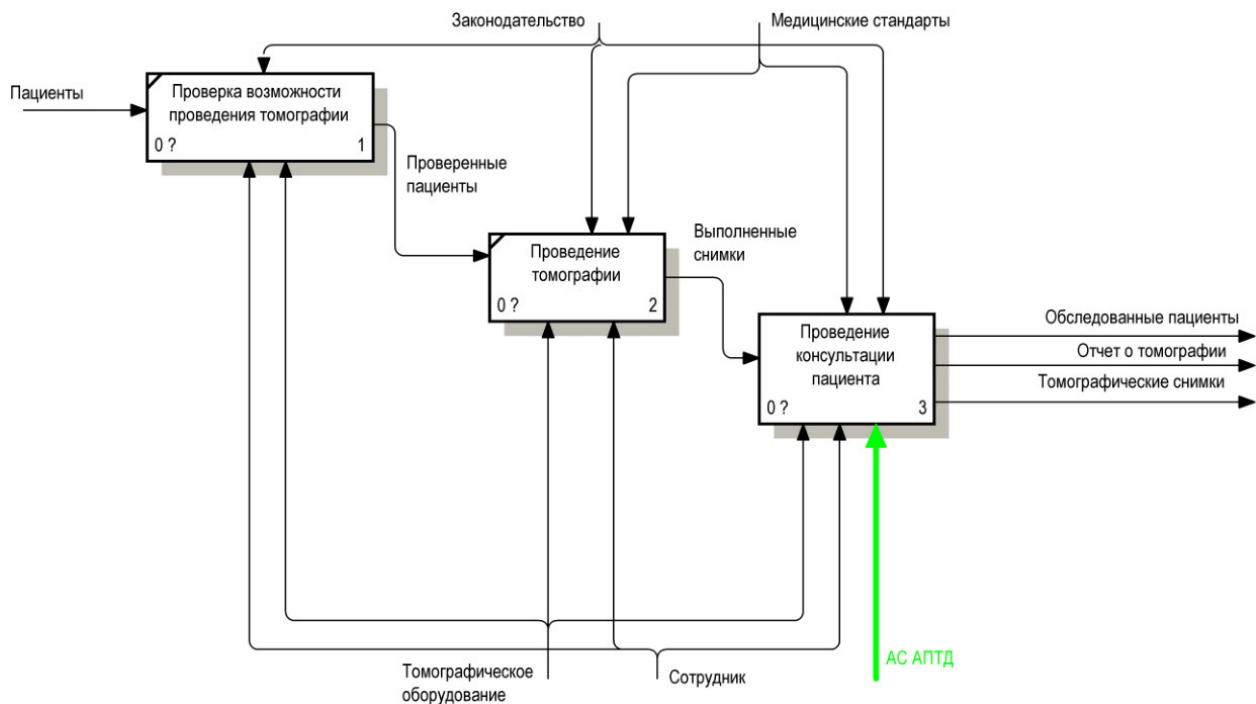 Законодательство
Медицинские стандарты
Пациенты
Проверка возможности
проведения томографии
0 ?
1
Проверенные
пациенты
Проведение
томографии
0 ?
2
Выполненные
снимки
Проведение
консультации
пациента
0 ?
3
Обследованные пациенты
Отчет о томографии
Томографические снимки
Томографическое
оборудование
Сотрудник
АС АПТД